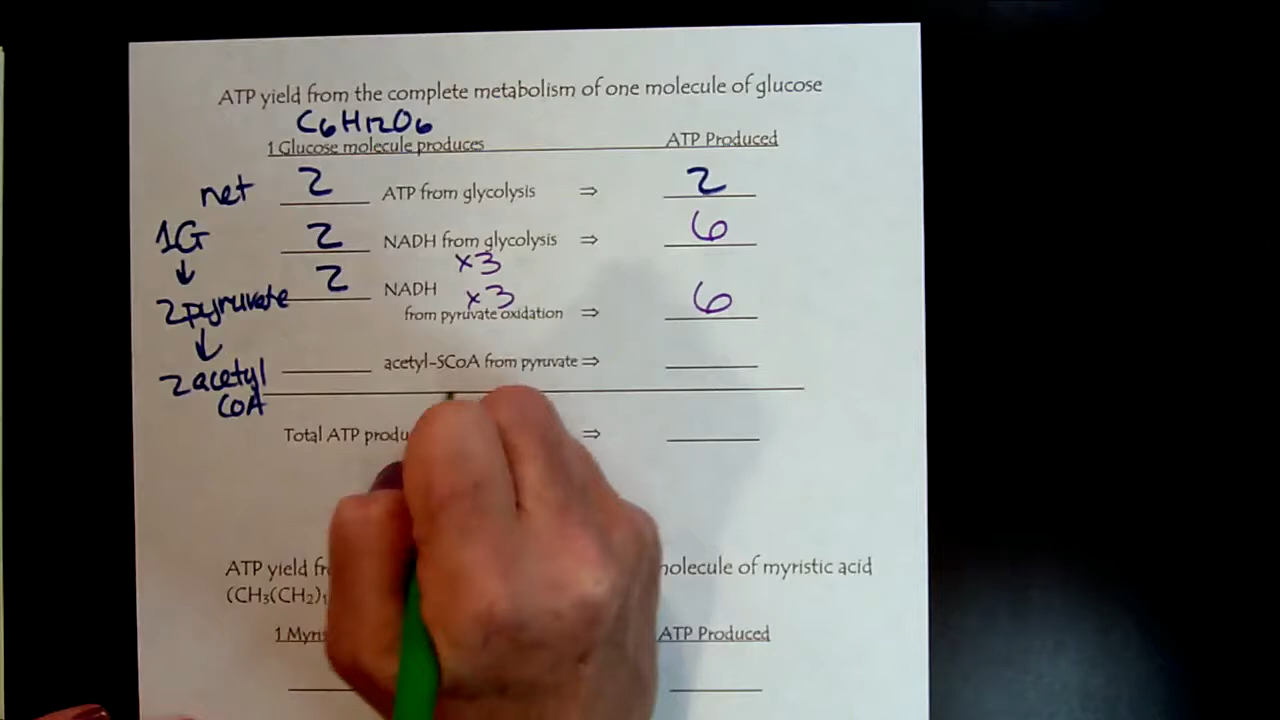 ATP yield from the complete metabolism of one molecule of glucose
C6H12O6
1 Glucose molecule produces ATP Produced
net 2 ATP from glycolysis ⇒ 2
1G 2 NADH from glycolysis ⇒ 6
↓ x3
2pyruvate 2 NADH x3
from pyruvate oxidation ⇒ 6
↓
2acetyl acetyl-SCoA from pyruvate ⇒
CoA
Total ATP ⇒
ATP yield molecule of myristic acid
(CH3(CH2)
1 ATP Produced